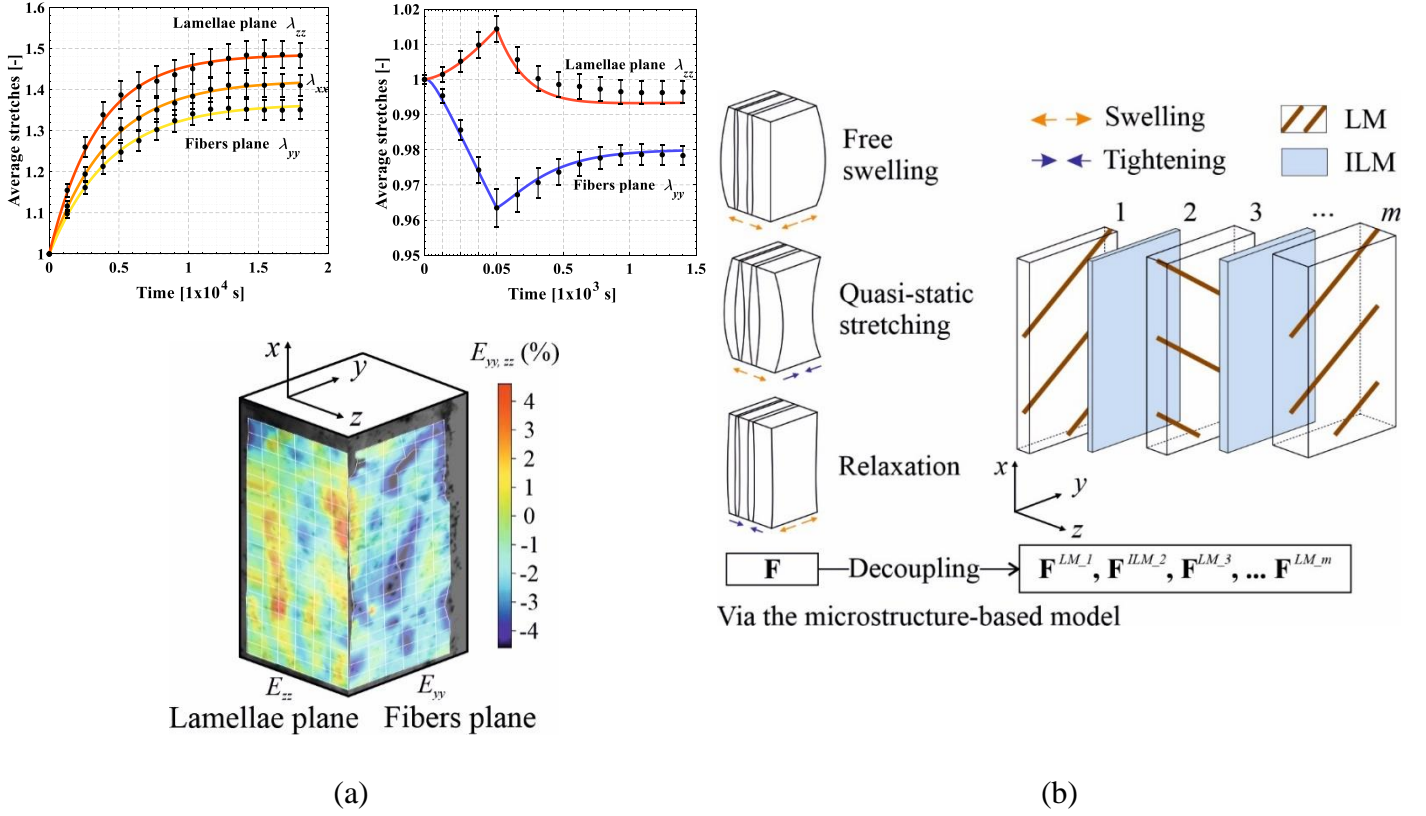 1.6
1.5
1.4
1.3
1.2
1.1
1
Average stretches [-]
Lamellae plane λzz
λxx
Fibers plane λyy
0 0.5 1 1.5 2
Time [1x10^4 s]
1.02
1.01
1
0.99
0.98
0.97
0.96
0.95
Average stretches [-]
Lamellae plane λzz
Fibers plane λyy
0 0.05 0.5 1 1.5
Time [1x10^3 s]
x
y
z
Eyy, zz (%)
4
3
2
1
0
-1
-2
-3
-4
Ezz
Eyy
Lamellae plane Fibers plane
(a)
Free
swelling
Quasi-static
stretching
Relaxation
Swelling
Tightening
LM
ILM
1 2 3 ... m
x
y
z
F Decoupling F^LM_1, F^ILM_2, F^LM_3, ... F^LM_m
Via the microstructure-based model
(b)